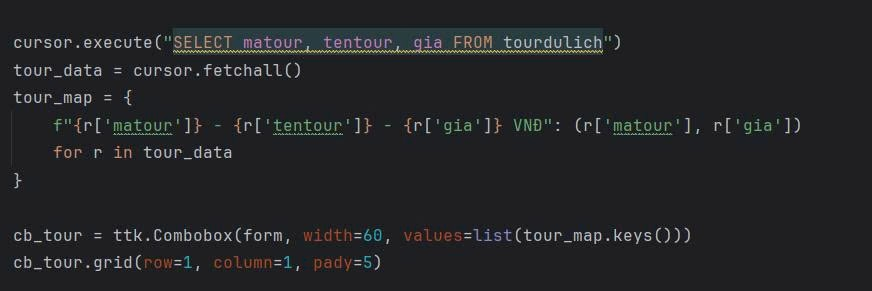 cursor.execute("SELECT matour, tentour, gia FROM tourdulich")
tour_data = cursor.fetchall()
tour_map = {
    f"{r['matour']} - {r['tentour']} - {r['gia']} VNĐ": (r['matour'], r['gia'])
    for r in tour_data
}

cb_tour = ttk.Combobox(form, width=60, values=list(tour_map.keys()))
cb_tour.grid(row=1, column=1, pady=5)